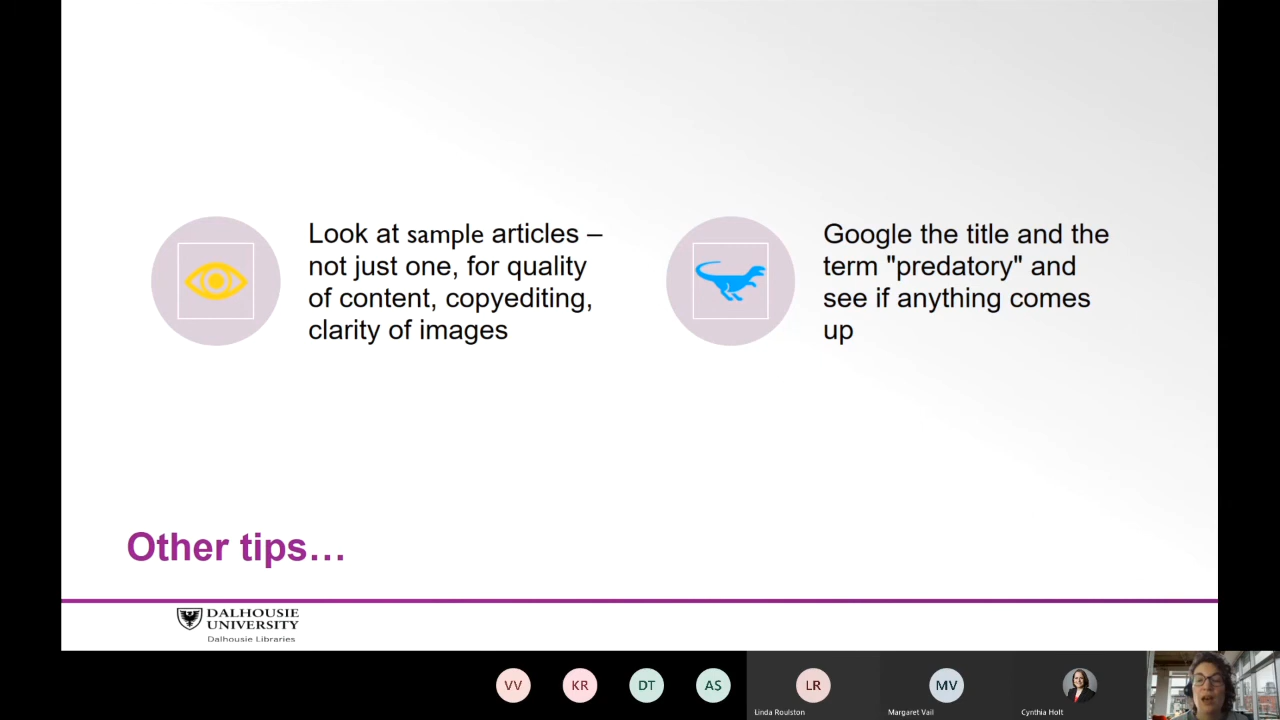 Look at sample articles –
not just one, for quality
of content, copyediting,
clarity of images
Google the title and the
term "predatory" and
see if anything comes
up
Other tips…
DALHOUSIE
UNIVERSITY
Dalhousie Libraries
VV
KR
DT
AS
LR
MV
Linda Roulston
Margaret Vail
Cynthia Holt